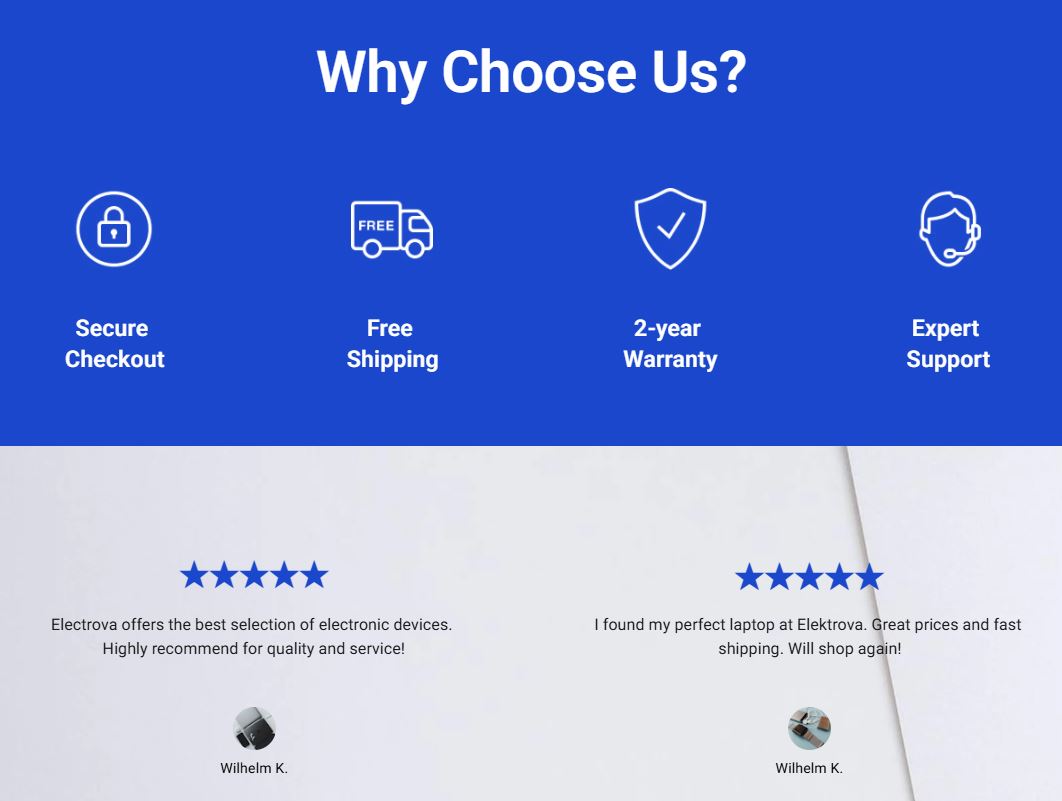 Why Choose Us?
FREE
Secure
Checkout
Free
Shipping
2-year
Warranty
Expert
Support
Electrova offers the best selection of electronic devices.
Highly recommend for quality and service!
Wilhelm K.
I found my perfect laptop at Elektrova. Great prices and fast
shipping. Will shop again!
Wilhelm K.